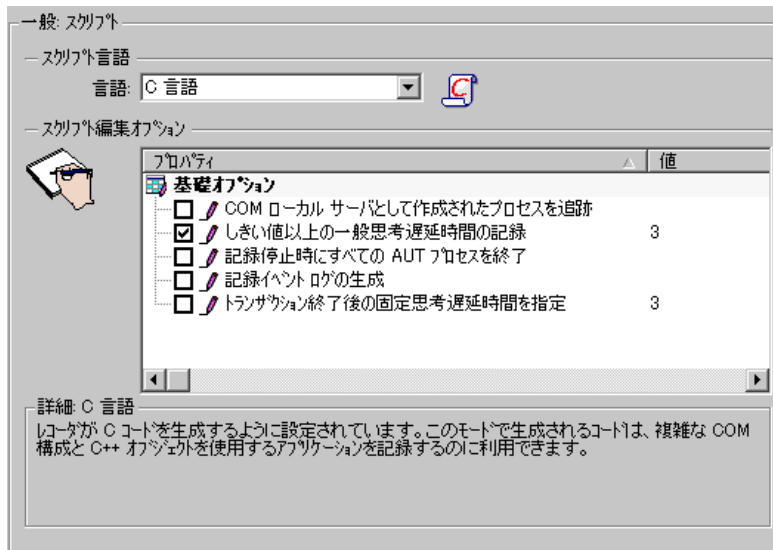 一般: スクリプト
スクリプト言語
言語: C 言語
スクリプト編集オプション
プロパティ 値
基礎オプション
COM ローカル サーバとして作成されたプロセスを追跡
しきい値以上の一般思考遅延時間の記録 3
記録停止時にすべての AUT プロセスを終了
記録イベント ログの生成
トランザクション終了後の固定思考遅延時間を指定 3
詳細: C 言語
レコーダが C コードを生成するように設定されています。このモードで生成されるコードは、複雑な COM
構成と C++ オブジェクトを使用するアプリケーションを記録するのに利用できます。